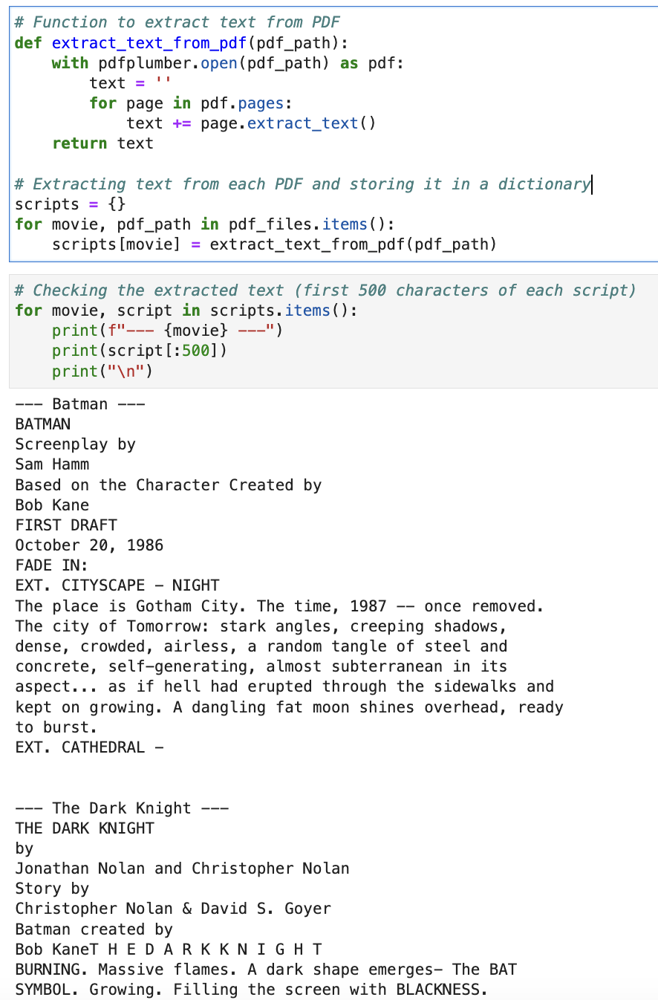 # Function to extract text from PDF
def extract_text_from_pdf(pdf_path):
    with pdfplumber.open(pdf_path) as pdf:
        text = ''
        for page in pdf.pages:
            text += page.extract_text()
    return text

# Extracting text from each PDF and storing it in a dictionary
scripts = {}
for movie, pdf_path in pdf_files.items():
    scripts[movie] = extract_text_from_pdf(pdf_path)

# Checking the extracted text (first 500 characters of each script)
for movie, script in scripts.items():
    print(f"--- {movie} ---")
    print(script[:500])
    print("\n")

--- Batman ---
BATMAN
Screenplay by
Sam Hamm
Based on the Character Created by
Bob Kane
FIRST DRAFT
October 20, 1986
FADE IN:
EXT. CITYSCAPE - NIGHT
The place is Gotham City. The time, 1987 -- once removed.
The city of Tomorrow: stark angles, creeping shadows,
dense, crowded, airless, a random tangle of steel and
concrete, self-generating, almost subterranean in its
aspect... as if hell had erupted through the sidewalks and
kept on growing. A dangling fat moon shines overhead, ready
to burst.
EXT. CATHEDRAL -

--- The Dark Knight ---
THE DARK KNIGHT
by
Jonathan Nolan and Christopher Nolan
Story by
Christopher Nolan & David S. Goyer
Batman created by
Bob KaneT H E D A R K K N I G H T
BURNING. Massive flames. A dark shape emerges- The BAT
SYMBOL. Growing. Filling the screen with BLACKNESS.